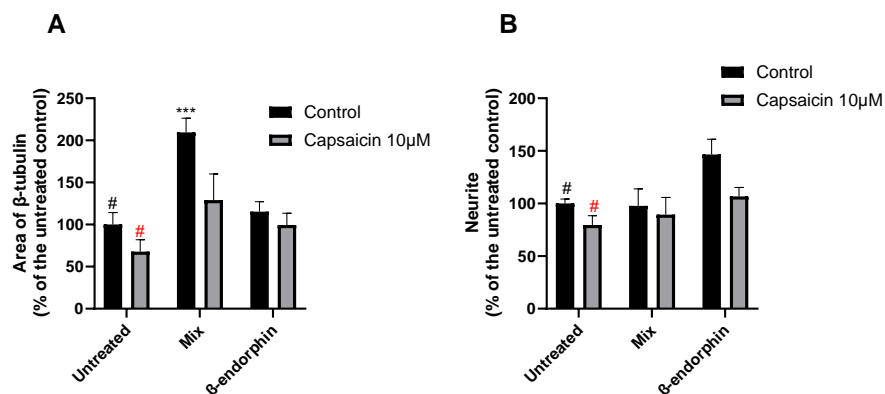 A
Area of β-tubulin
(% of the untreated control)
250
200
150
100
50
0
#
#
***
Control
Capsaicin 10μM
Untreated
Mix
β-endorphin
B
Neurite
(% of the untreated control)
200
150
100
50
0
#
#
Control
Capsaicin 10μM
Untreated
Mix
β-endorphin